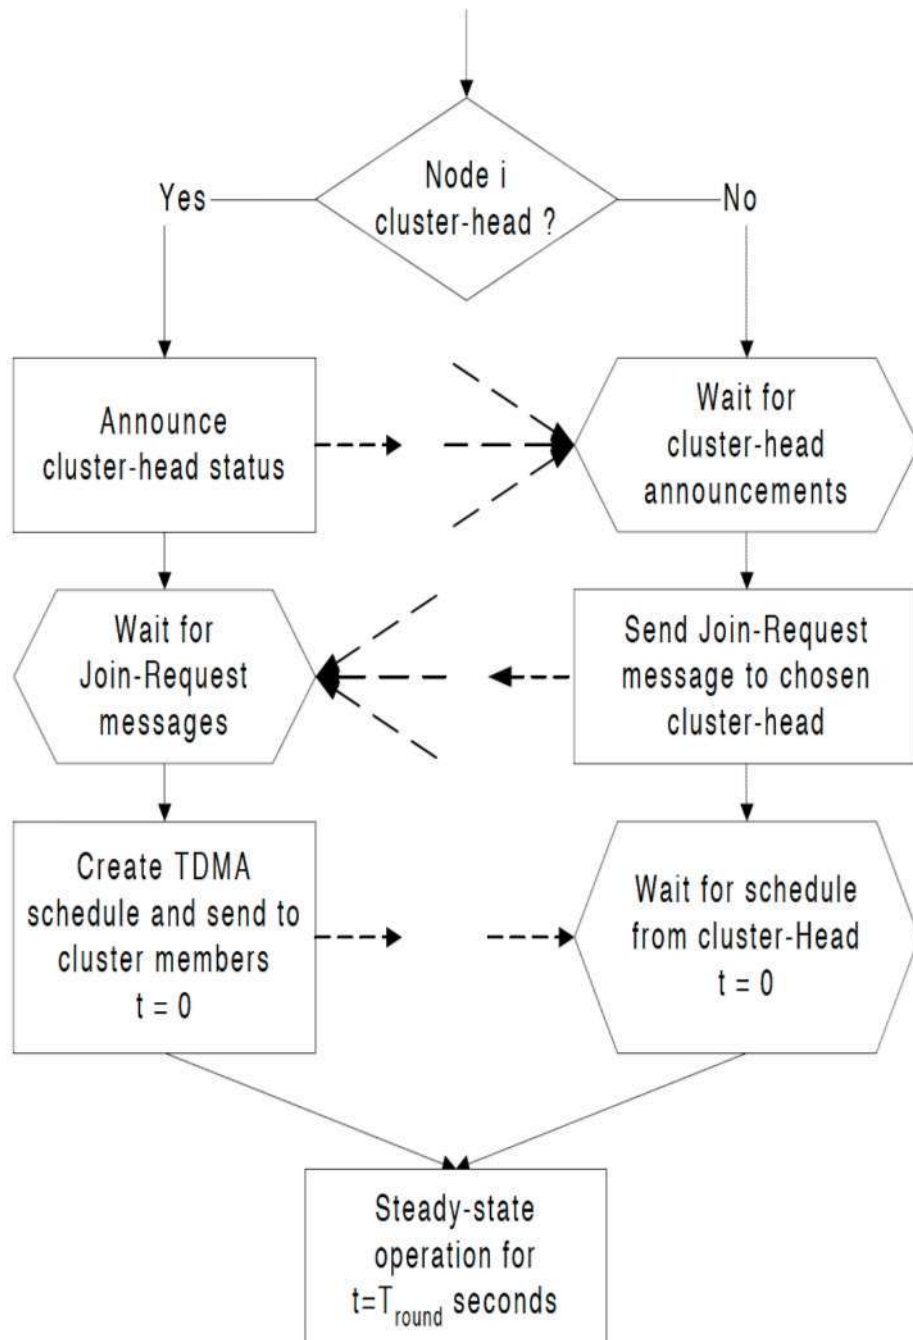 Node i
cluster-head ?
Yes
No
Announce
cluster-head status
Wait for
cluster-head
announcements
Wait for
Join-Request
messages
Send Join-Request
message to chosen
cluster-head
Create TDMA
schedule and send to
cluster members
t = 0
Wait for schedule
from cluster-Head
t = 0
Steady-state
operation for
t=T_round seconds